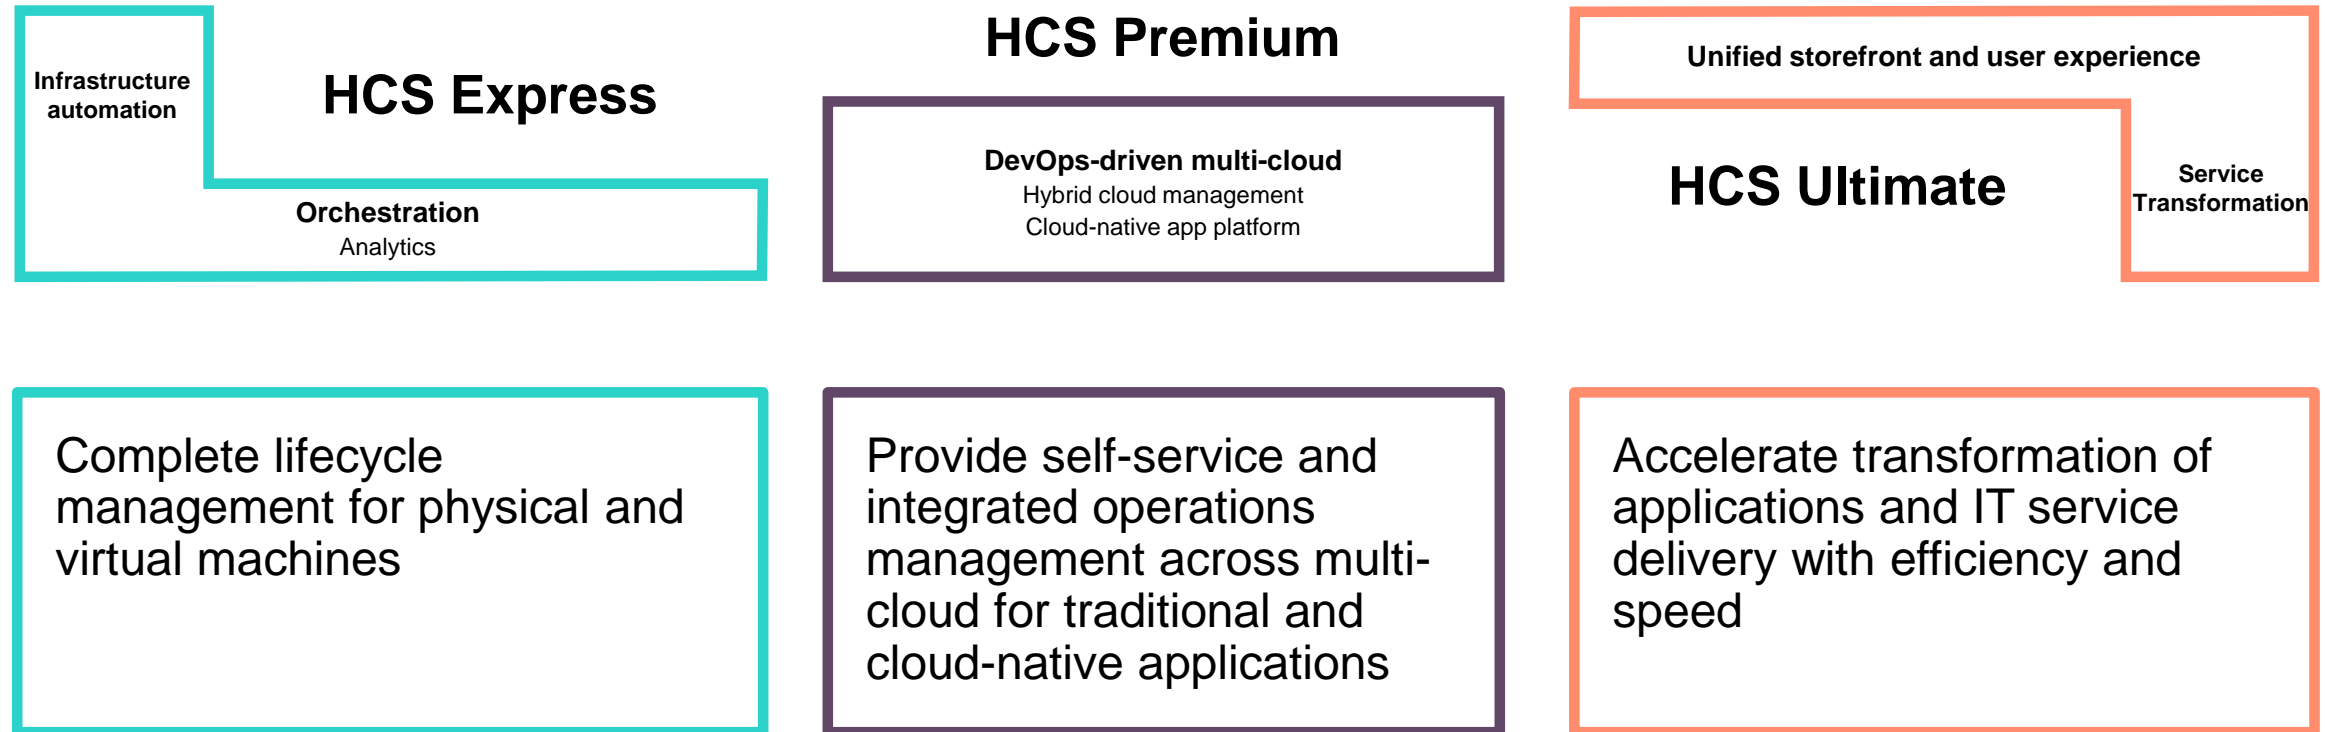 Infrastructure
automation
HCS Express
Orchestration
Analytics
HCS Premium
DevOps-driven multi-cloud
Hybrid cloud management
Cloud-native app platform
Unified storefront and user experience
HCS Ultimate
Service
Transformation
Complete lifecycle
management for physical and
virtual machines
Provide self-service and
integrated operations
management across multi-
cloud for traditional and
cloud-native applications
Accelerate transformation of
applications and IT service
delivery with efficiency and
speed